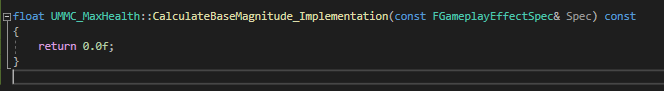 float UMMC_MaxHealth::CalculateBaseMagnitude_Implementation(const FGameplayEffectSpec& Spec) const
{
return 0.0f;
}